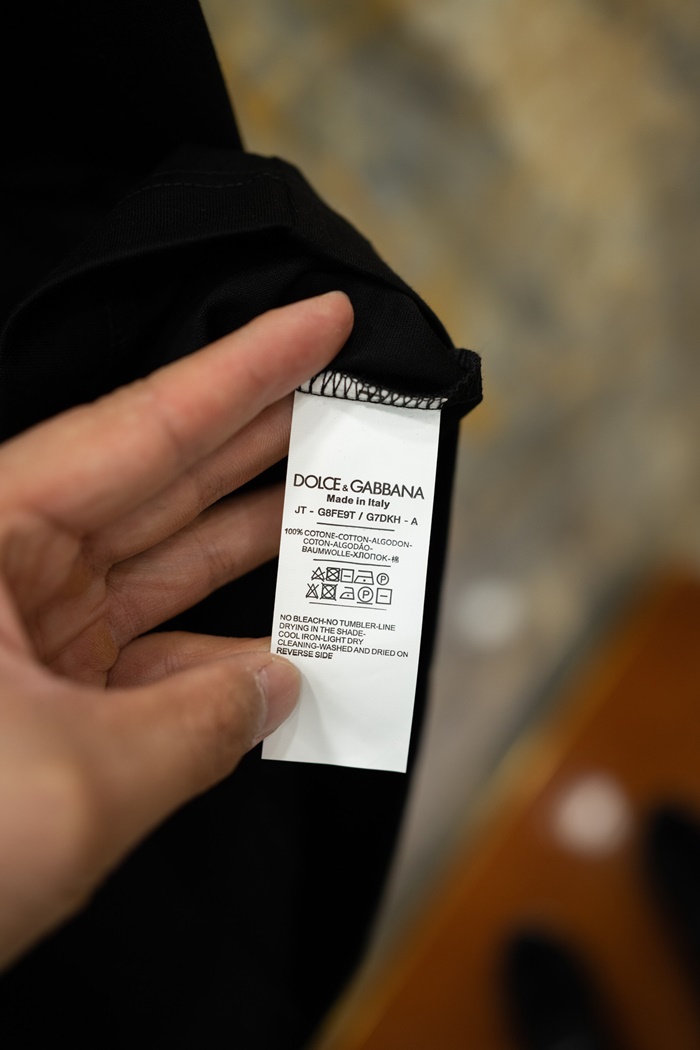 DOLCE & GABBANA
Made in Italy
JT - G8FE9T / G7DKH - A
100% COTONE-COTTON-ALGODON-
COTON-ALGODÃO-
BAUMWOLLE-ХЛОПОК-棉
NO BLEACH-NO TUMBLER-LINE
DRYING IN THE SHADE-
COOL IRON-LIGHT DRY
CLEANING-WASHED AND DRIED ON
REVERSE SIDE